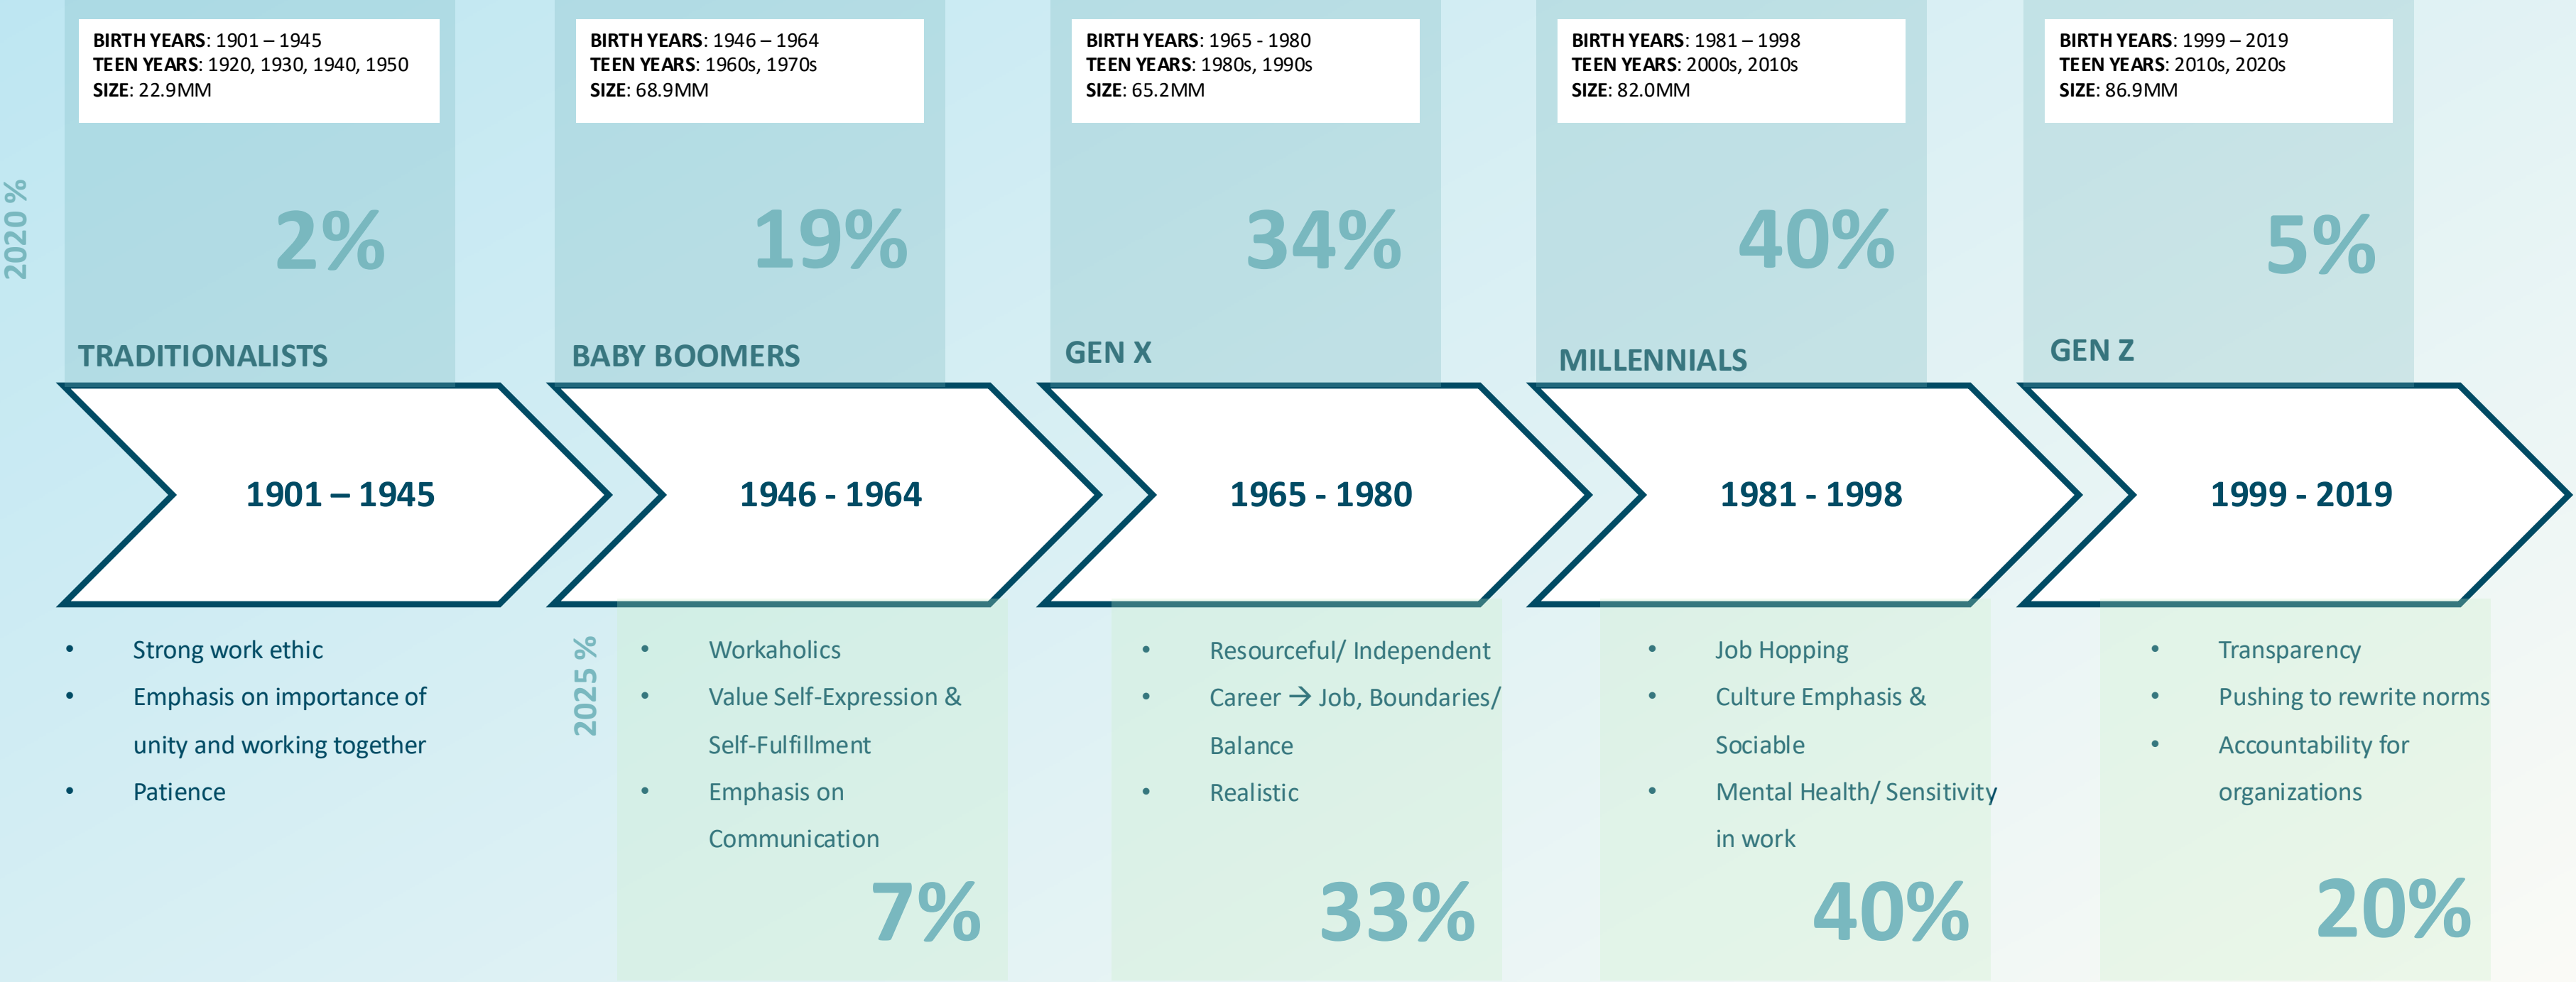 BIRTH YEARS: 1901 – 1945
TEEN YEARS: 1920, 1930, 1940, 1950
SIZE: 22.9MM
BIRTH YEARS: 1946 – 1964
TEEN YEARS: 1960s, 1970s
SIZE: 68.9MM
BIRTH YEARS: 1965 - 1980
TEEN YEARS: 1980s, 1990s
SIZE: 65.2MM
BIRTH YEARS: 1981 – 1998
TEEN YEARS: 2000s, 2010s
SIZE: 82.0MM
BIRTH YEARS: 1999 – 2019
TEEN YEARS: 2010s, 2020s
SIZE: 86.9MM
2020 %
2%
19%
34%
40%
5%
TRADITIONALISTS
BABY BOOMERS
GEN X
MILLENNIALS
GEN Z
1901 – 1945
1946 - 1964
1965 - 1980
1981 - 1998
1999 - 2019
• Strong work ethic
• Emphasis on importance of
unity and working together
• Patience
2025 %
• Workaholics
• Value Self-Expression &
Self-Fulfillment
• Emphasis on
Communication
7%
• Resourceful/ Independent
• Career → Job, Boundaries/
Balance
• Realistic
33%
• Job Hopping
• Culture Emphasis &
Sociable
• Mental Health/ Sensitivity
in work
40%
• Transparency
• Pushing to rewrite norms
• Accountability for
organizations
20%